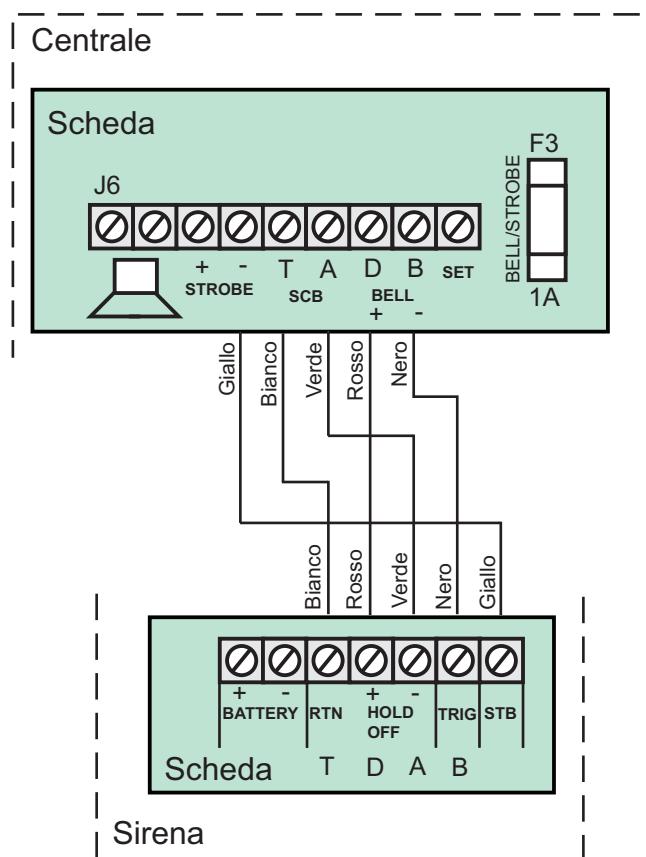 Centrale
Scheda
F3
J6
BELL/STROBE
+ - T A D B SET
STROBE SCB BELL
+ -
1A
Giallo Bianco Verde Rosso Nero
Bianco Rosso Verde Nero Giallo
+ - + -
BATTERY RTN HOLD OFF TRIG STB
Scheda T D A B
Sirena